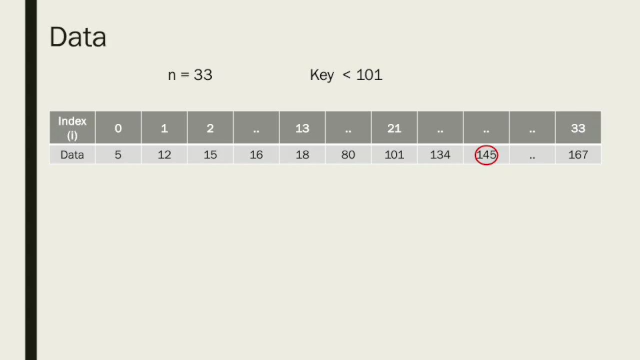 Data
n = 33 Key < 101
Index (i) 0 1 2 .. 13 .. 21 .. .. .. 33
Data 5 12 15 16 18 80 101 134 145 .. 167